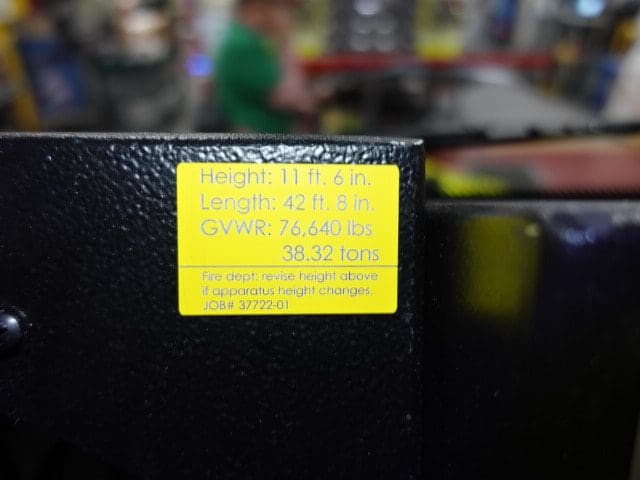 Height: 11 ft. 6 in.
Length: 42 ft. 8 in.
GVWR: 76,640 lbs
38.32 tons
Fire dept: revise height above
if apparatus height changes.
JOB# 37722-01